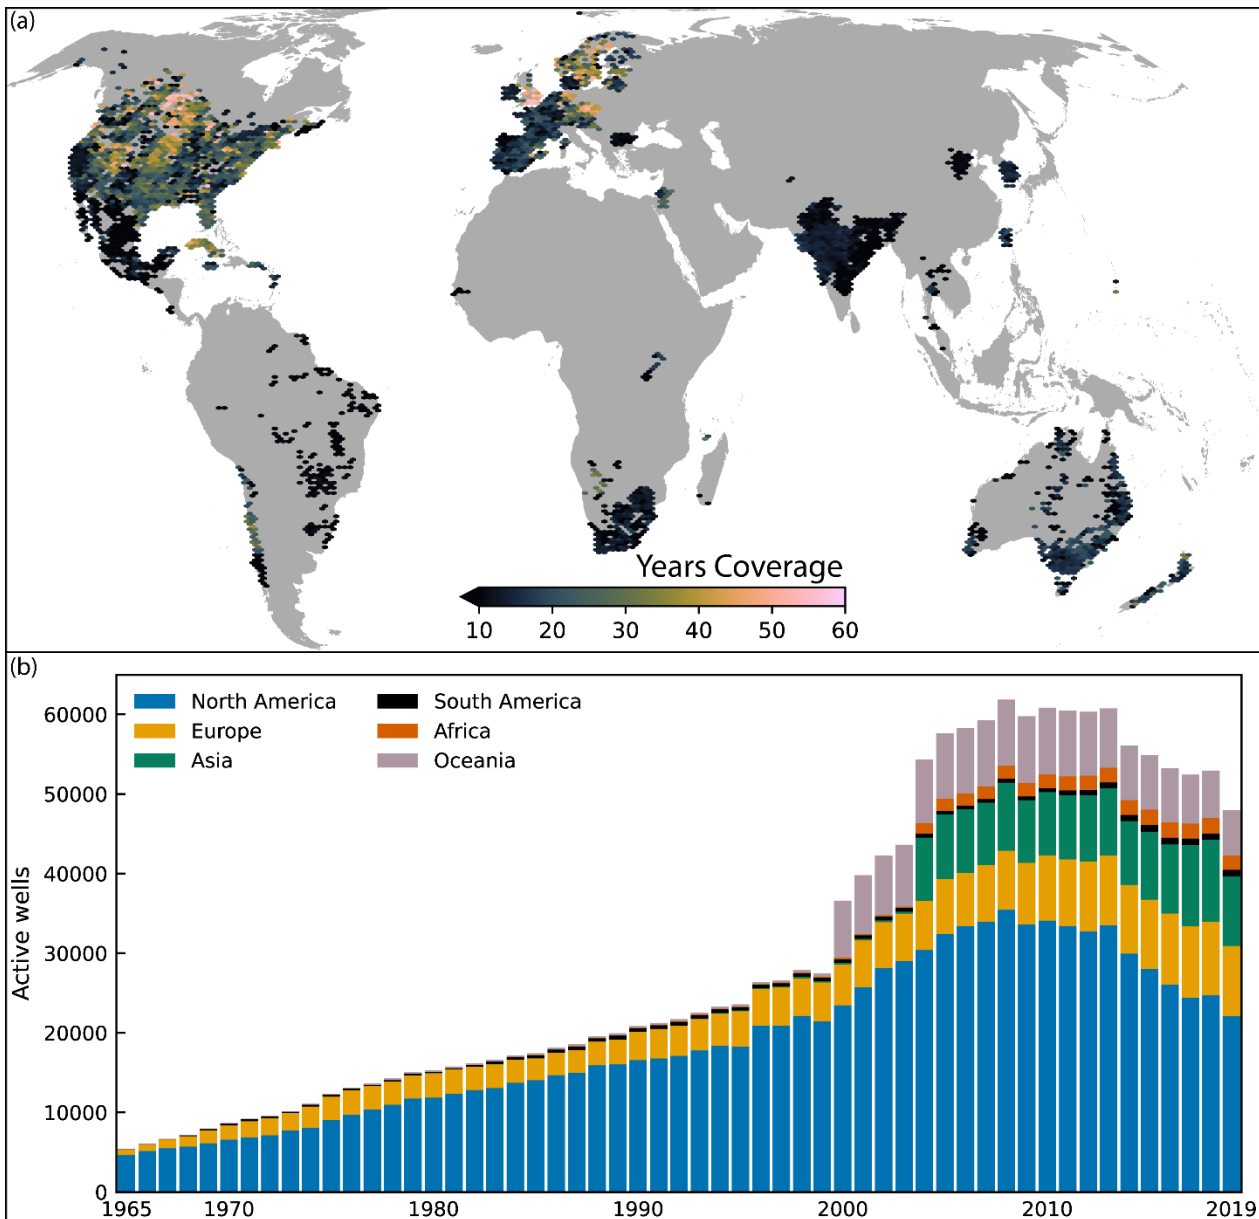 (a)
Years Coverage
10 20 30 40 50 60
(b)
North America
Europe
Asia
South America
Africa
Oceania
Active wells
60000
50000
40000
30000
20000
10000
0
1965 1970 1980 1990 2000 2010 2019